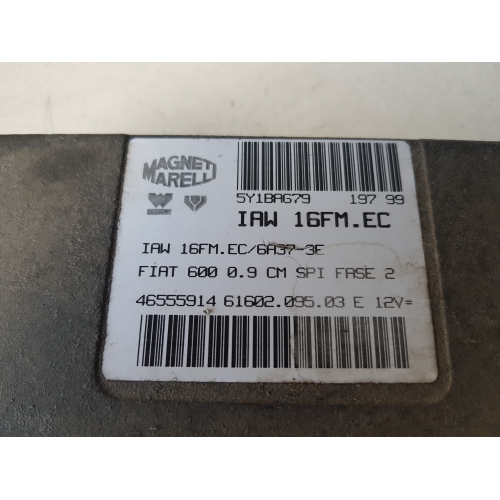 MAGNETI
MARELLI
5Y1BA679 197 99
IAW 16FM.EC
IAW 16FM.EC/6A37-3E
FIAT 600 0.9 CM SPI FASE 2
46555914 61602.095.03 E 12V=